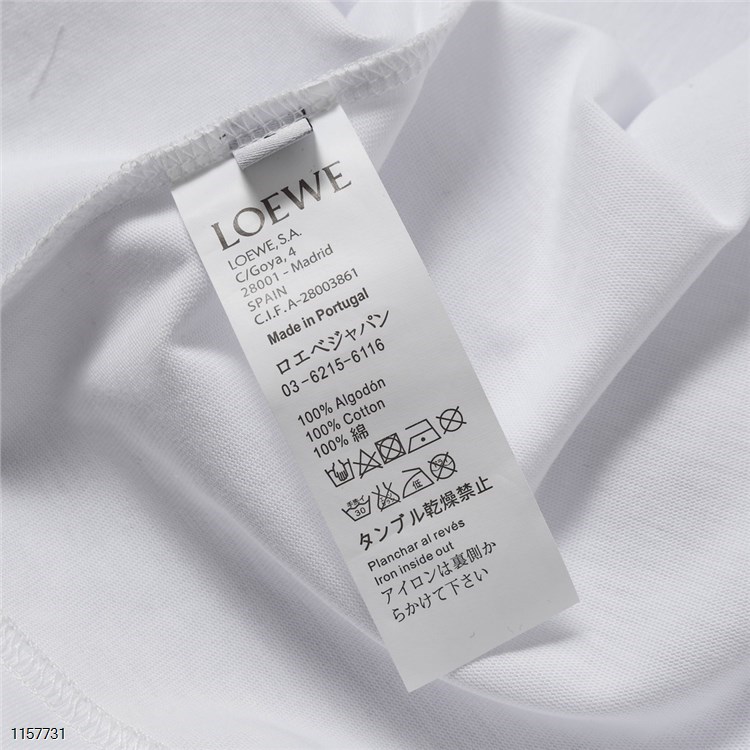 LOEWE
LOEWE, S.A.
C/Goya, 4
28001 - Madrid
SPAIN
C.I.F. A-28003861
Made in Portugal
ロエベジャパン
03-6215-6116
100% Algodón
100% Cotton
100% 綿
低
30
タンブル乾燥禁止
Planchar al revés
Iron inside out
アイロンは裏側か
らかけて下さい
1157731